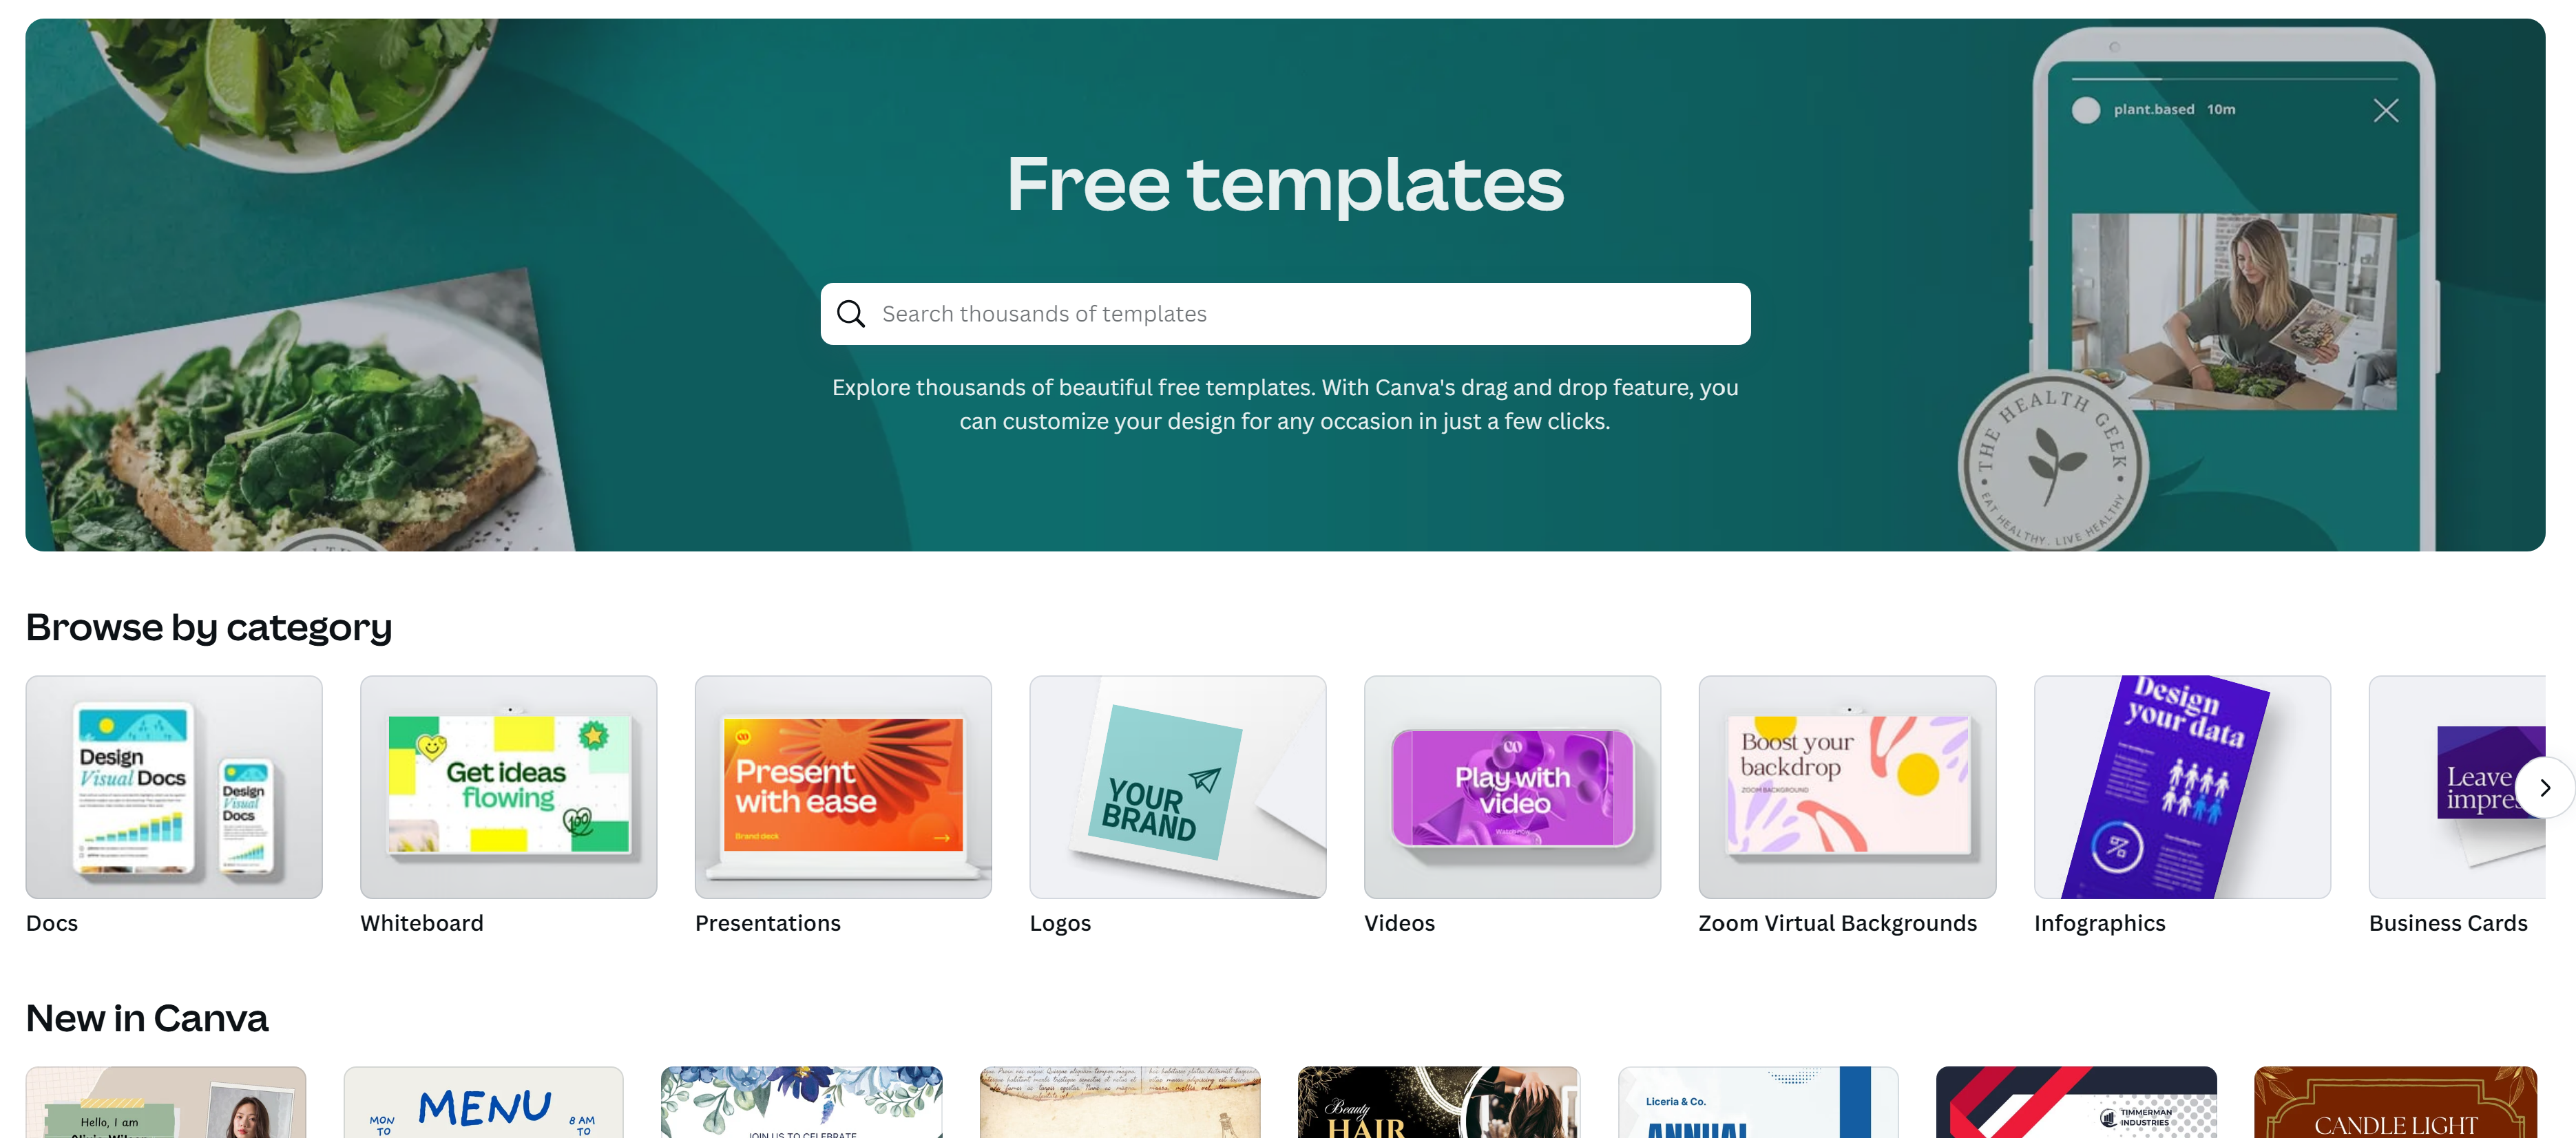 plant.based 10m
Free templates
Search thousands of templates
Explore thousands of beautiful free templates. With Canva's drag and drop feature, you
can customize your design for any occasion in just a few clicks.
THE HEALTH GEEK
EAT HEALTHY, LIVE HEALTHY
Browse by category
Design
Visual Docs
Design
Visual
Docs
Get ideas
flowing
100
Present
with ease
Brand deck
YOUR
BRAND
Play with
video
Boost your
backdrop
ZOOM BACKGROUND
Design
your data
%
Leave
Docs
Whiteboard
Presentations
Logos
Videos
Zoom Virtual Backgrounds
Infographics
Business Cards
New in Canva
Hello, I am
MENU
MON
TO
8 AM
TO
JOIN US TO CELEBRATE
Beauty
HAIR
Liceria & Co.
ANNUAL
TIMMERMAN
INDUSTRIES
CANDLE LIGHT